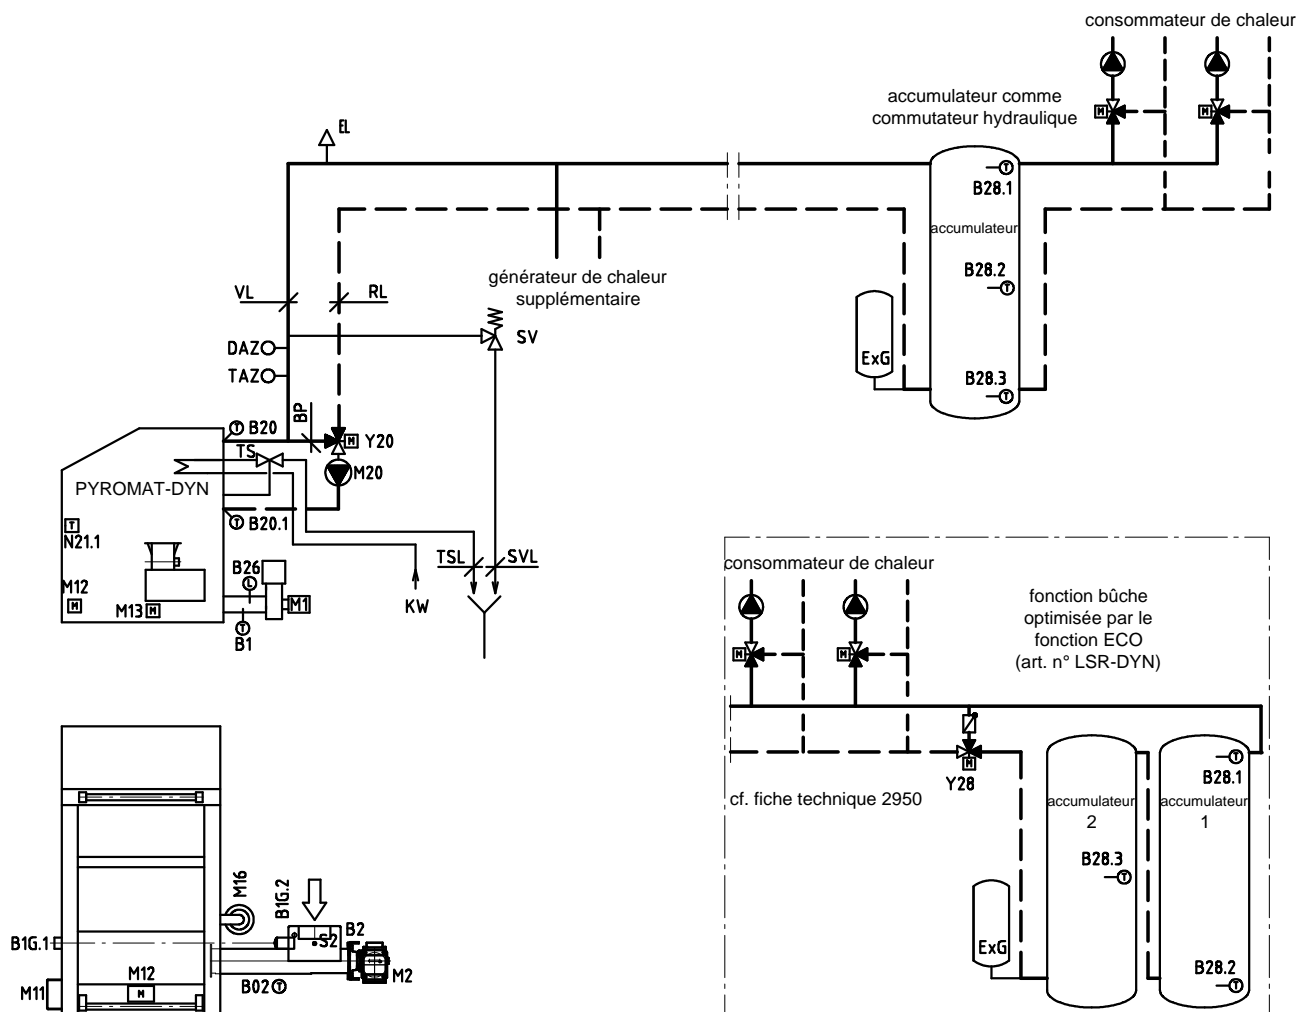 consommateur de chaleur
accumulateur comme
commutateur hydraulique
EL
M
M
T
B28.1
accumulateur
B28.2
T
B28.3
T
ExG
générateur de chaleur
supplémentaire
VL
RL
SV
DAZ
TAZ
BP
T B20
M Y20
TS
M20
PYROMAT-DYN
T B20.1
T
N21.1
TSL
SVL
KW
B26
L
M12
M
M13 M
M1
T
B1
consommateur de chaleur
fonction bûche
optimisée par le
fonction ECO
(art. n° LSR-DYN)
M
M
M
Y28
T
B28.1
cf. fiche technique 2950
accumulateur
2
accumulateur
1
B28.3
T
ExG
B28.2
T
M16
B1G.2
B2
S2
B1G.1
M12
M
M11
B02 T
M2